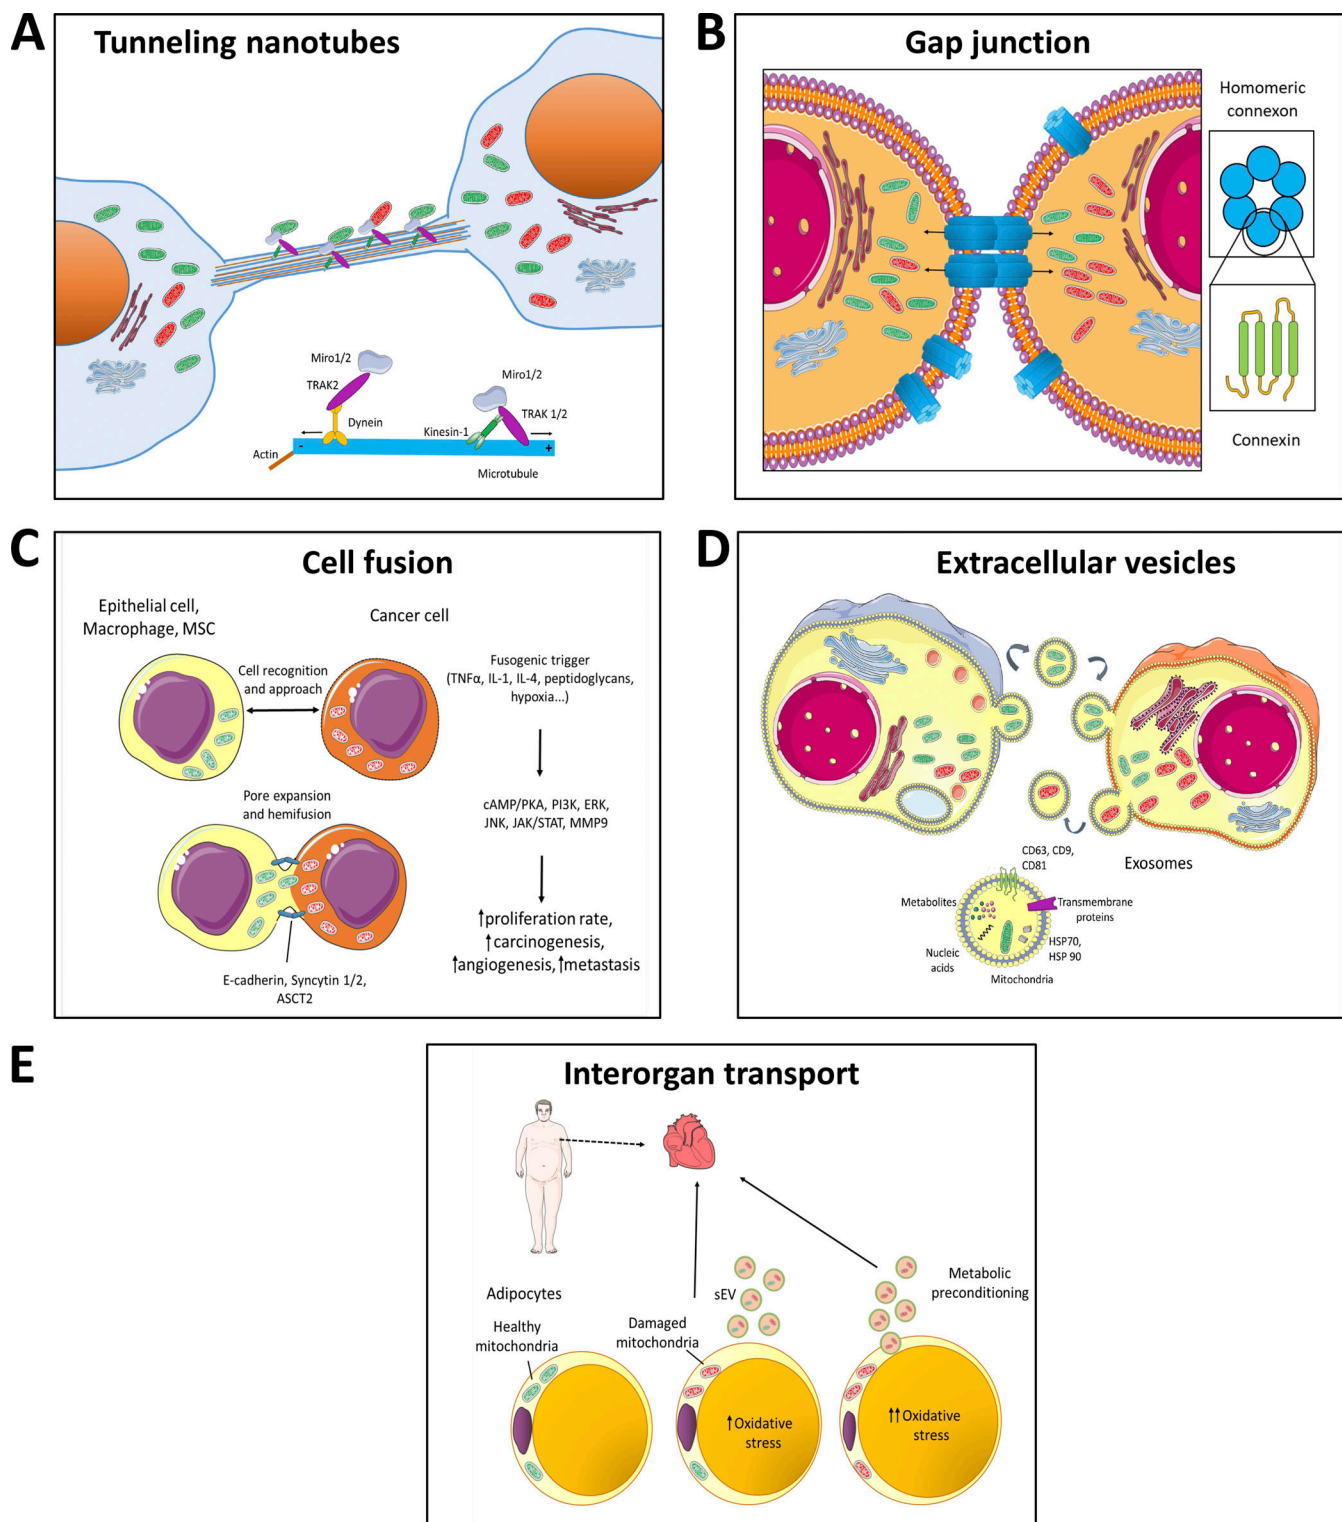 A
Tunneling nanotubes
Miro1/2
TRAK2
Dynein
Miro1/2
TRAK 1/2
Kinesin-1
-
+
Actin
Microtubule
B
Gap junction
Homomeric
connexon
Connexin
C
Cell fusion
Epithelial cell,
Macrophage, MSC
Cancer cell
Cell recognition
and approach
Pore expansion
and hemifusion
E-cadherin, Syncytin 1/2,
ASCT2
Fusogenic trigger
(TNFα, IL-1, IL-4, peptidoglycans,
hypoxia...)
cAMP/PKA, PI3K, ERK,
JNK, JAK/STAT, MMP9
↑proliferation rate,
↑carcinogenesis,
↑angiogenesis, ↑metastasis
D
Extracellular vesicles
Exosomes
CD63, CD9,
CD81
Metabolites
Transmembrane
proteins
Nucleic
acids
HSP70,
HSP 90
Mitochondria
E
Interorgan transport
Adipocytes
Healthy
mitochondria
Damaged
mitochondria
sEV
Metabolic
preconditioning
↑Oxidative
stress
↑↑Oxidative
stress